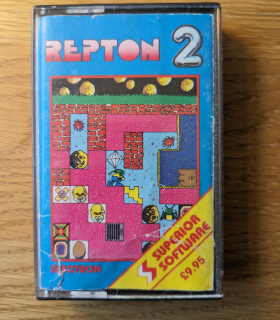 REPTON 2
SUPERIOR
SOFTWARE
£9.95